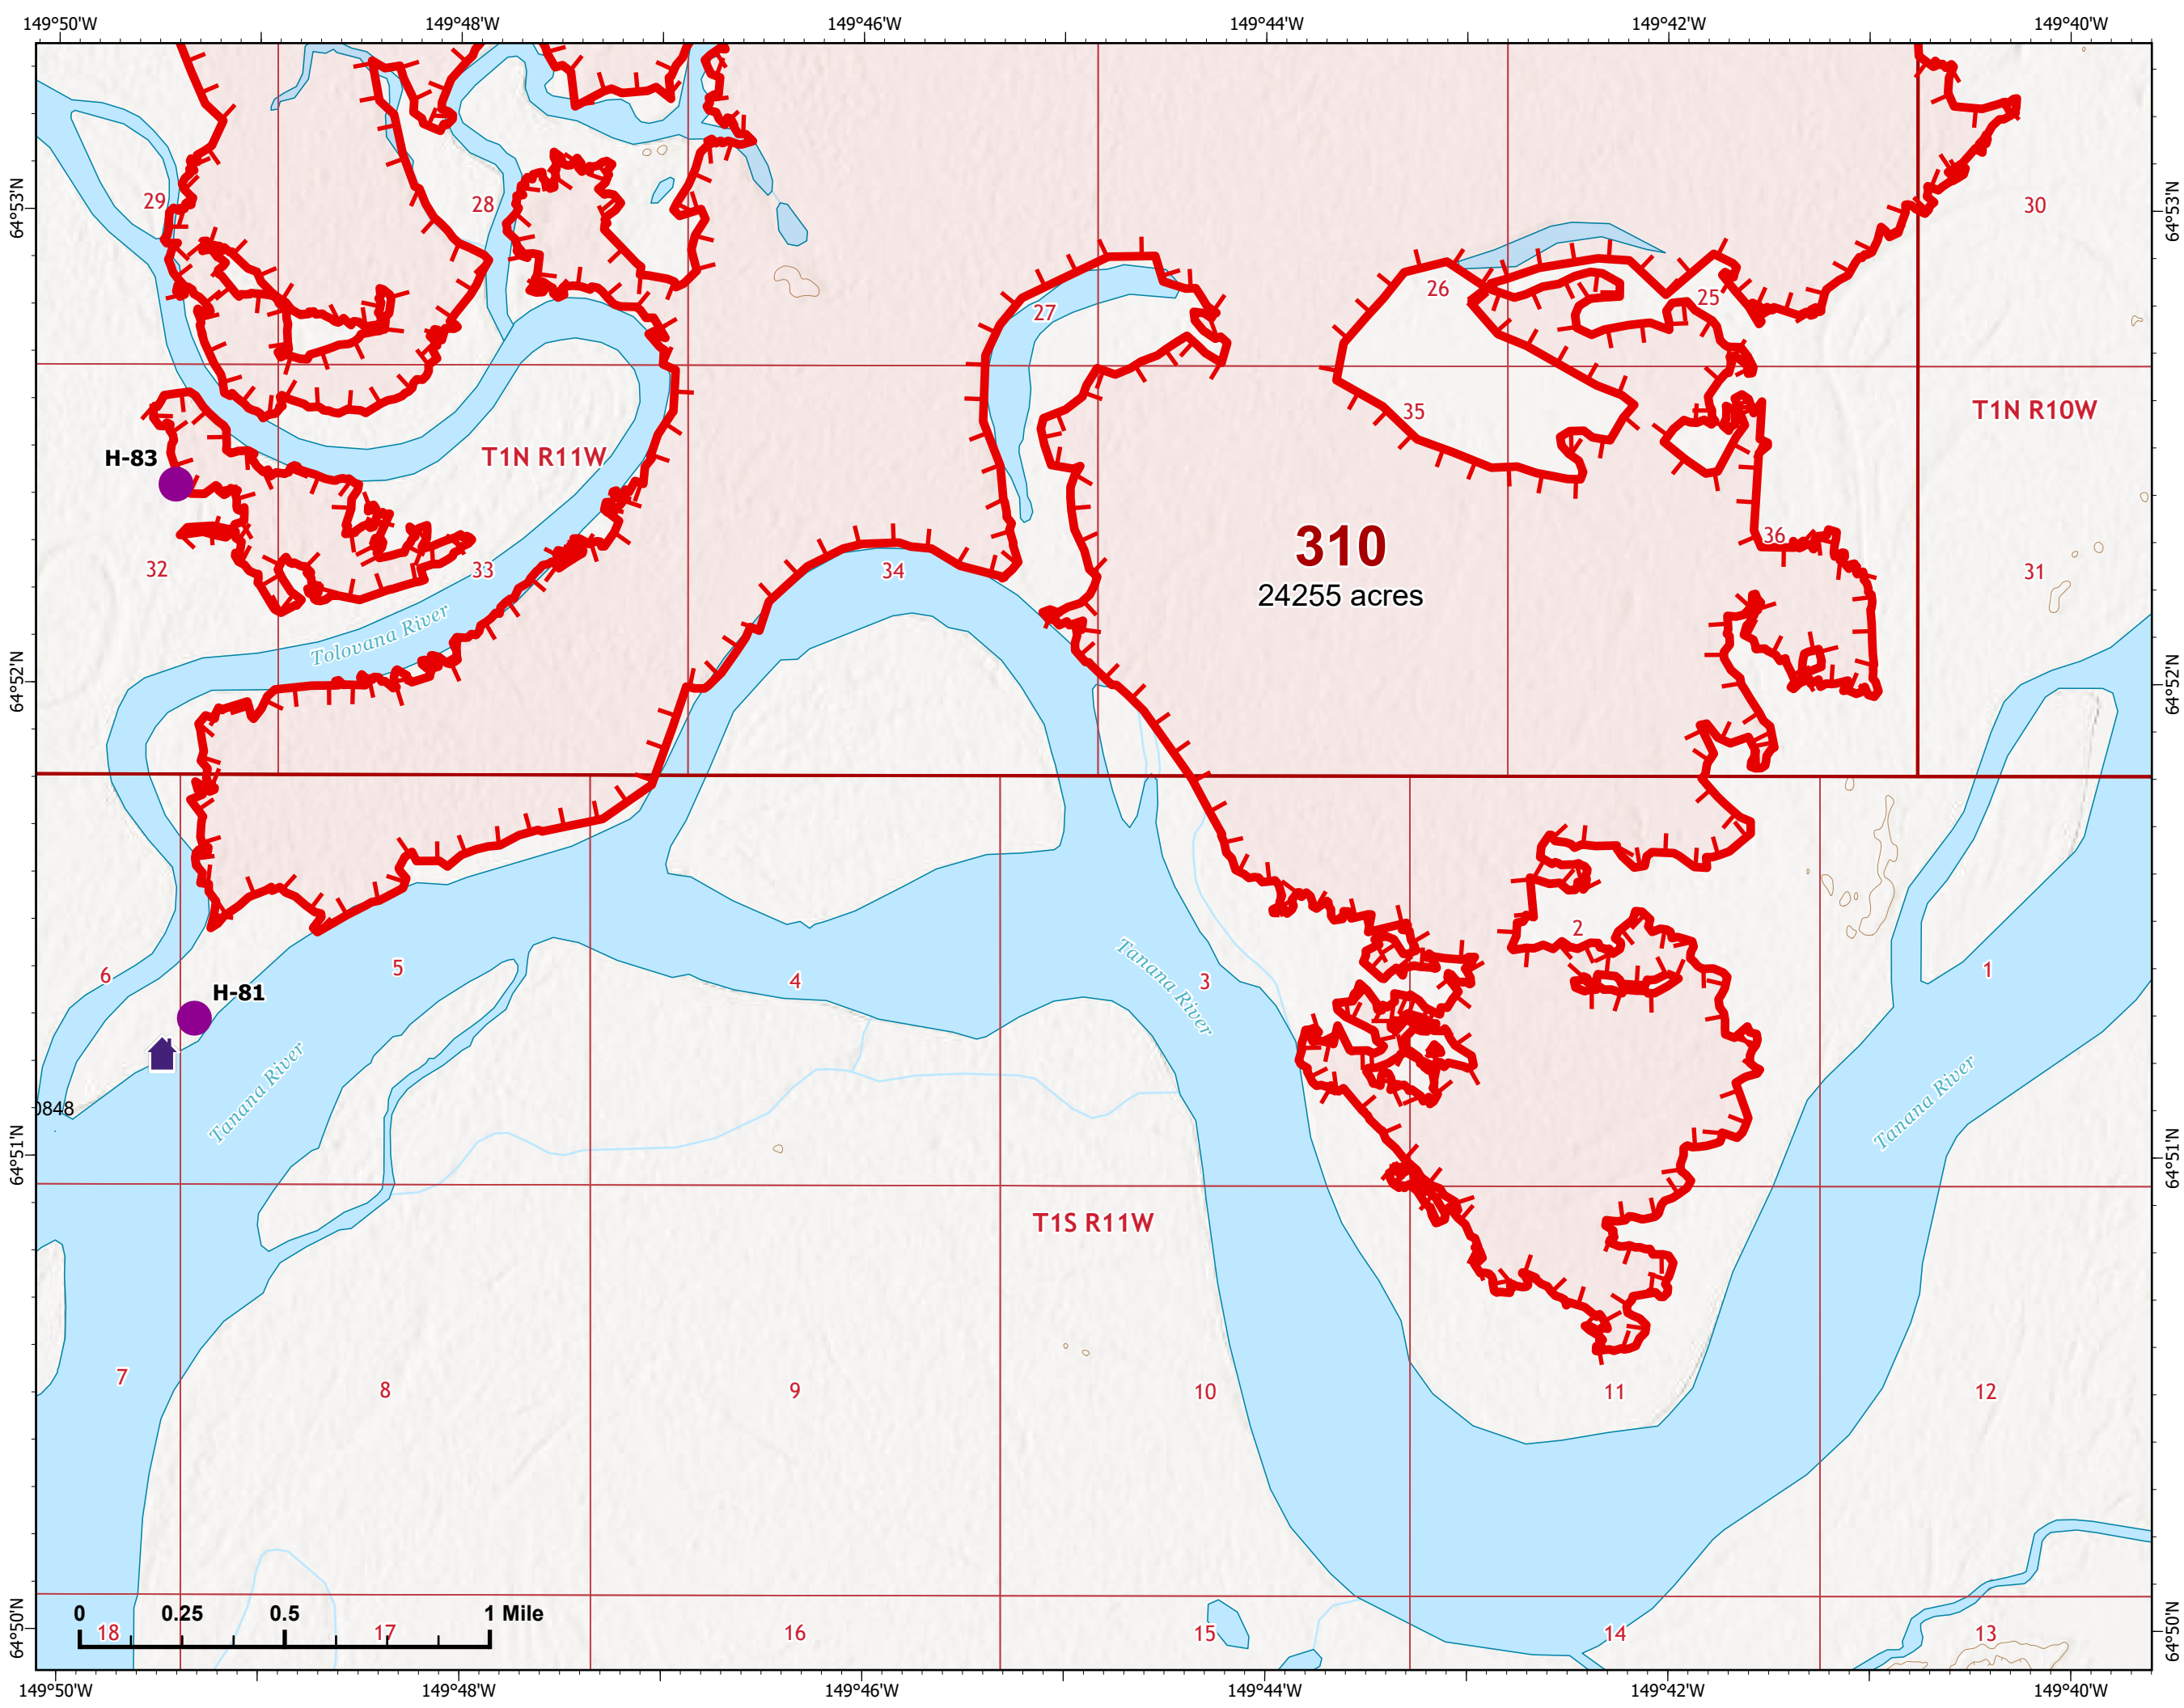 149°50'W 149°48'W 149°46'W 149°44'W 149°42'W 149°40'W
64°53'N 29 28 30 64°53'N
27 26 25
35 T1N R10W
H-83 T1N R11W
310
36
32 33 34 31
24255 acres
Tolovana River
64°52'N 64°52'N
2
6 5 4 3 1
H-81
Tanana River
Tanana River
Tanana River
0848
64°51'N 64°51'N
T1S R11W
7 8 9 10 11 12
0 0.25 0.5 1 Mile
64°50'N 18 17 16 15 14 13 64°50'N
149°50'W 149°48'W 149°46'W 149°44'W 149°42'W 149°40'W